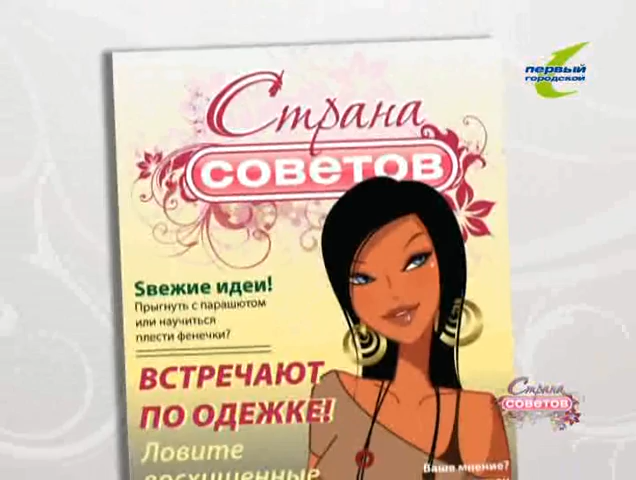 первый
городской
Страна
советов
Sвежие идеи!
Прыгнуть с парашютом
или научиться
плести фенечки?
ВСТРЕЧАЮТ
ПО ОДЕЖКЕ!
Ловите
восхищенные
Ваше мнение?
Страна
советов